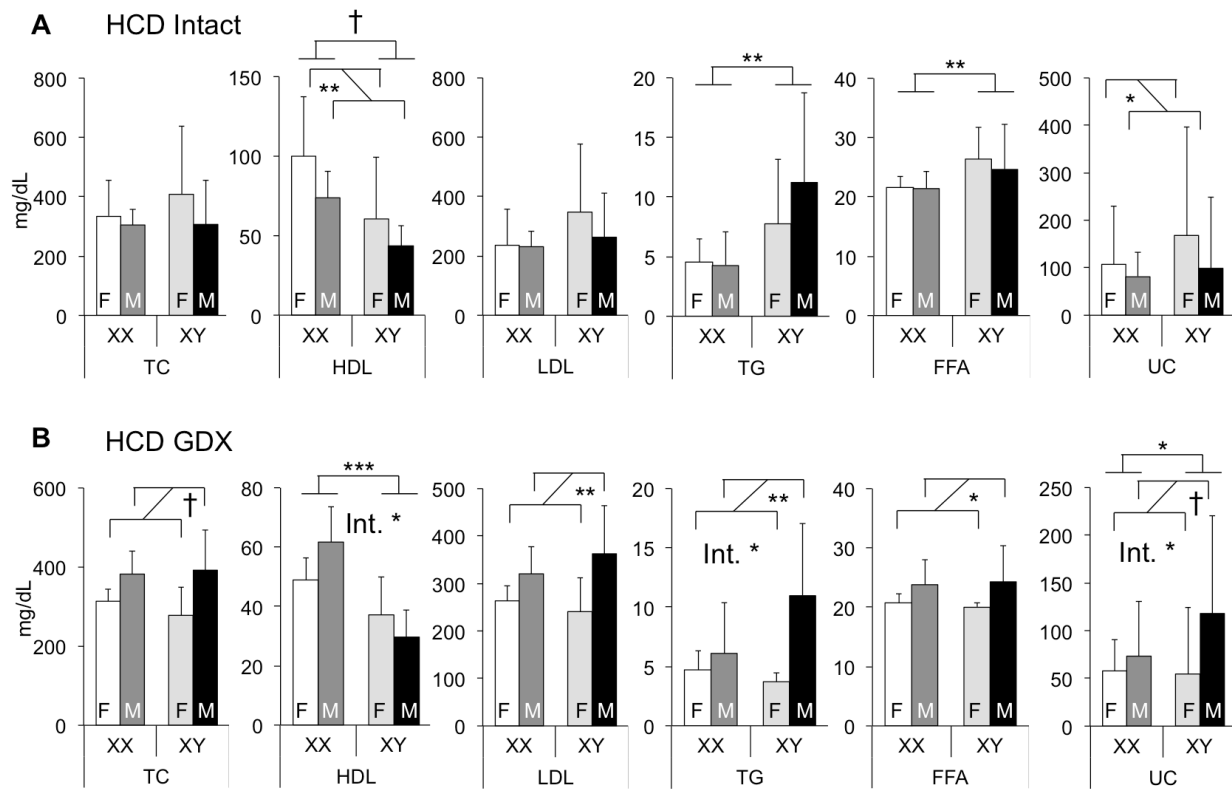 A HCD Intact
†
**
**
**
*
mg/dL
800
600
400
200
0
F M F M
XX XY
TC
150
100
50
0
F M F M
XX XY
HDL
800
600
400
200
0
F M F M
XX XY
LDL
20
15
10
5
0
F M F M
XX XY
TG
40
30
20
10
0
F M F M
XX XY
FFA
500
400
300
200
100
0
F M F M
XX XY
UC
B HCD GDX
mg/dL
600
400
200
0
†
F M F M
XX XY
TC
80
60
40
20
0
***
Int. *
F M F M
XX XY
HDL
500
400
300
200
100
0
**
F M F M
XX XY
LDL
20
15
10
5
0
**
Int. *
F M F M
XX XY
TG
40
30
20
10
0
*
F M F M
XX XY
FFA
250
200
150
100
50
0
*
†
Int. *
F M F M
XX XY
UC